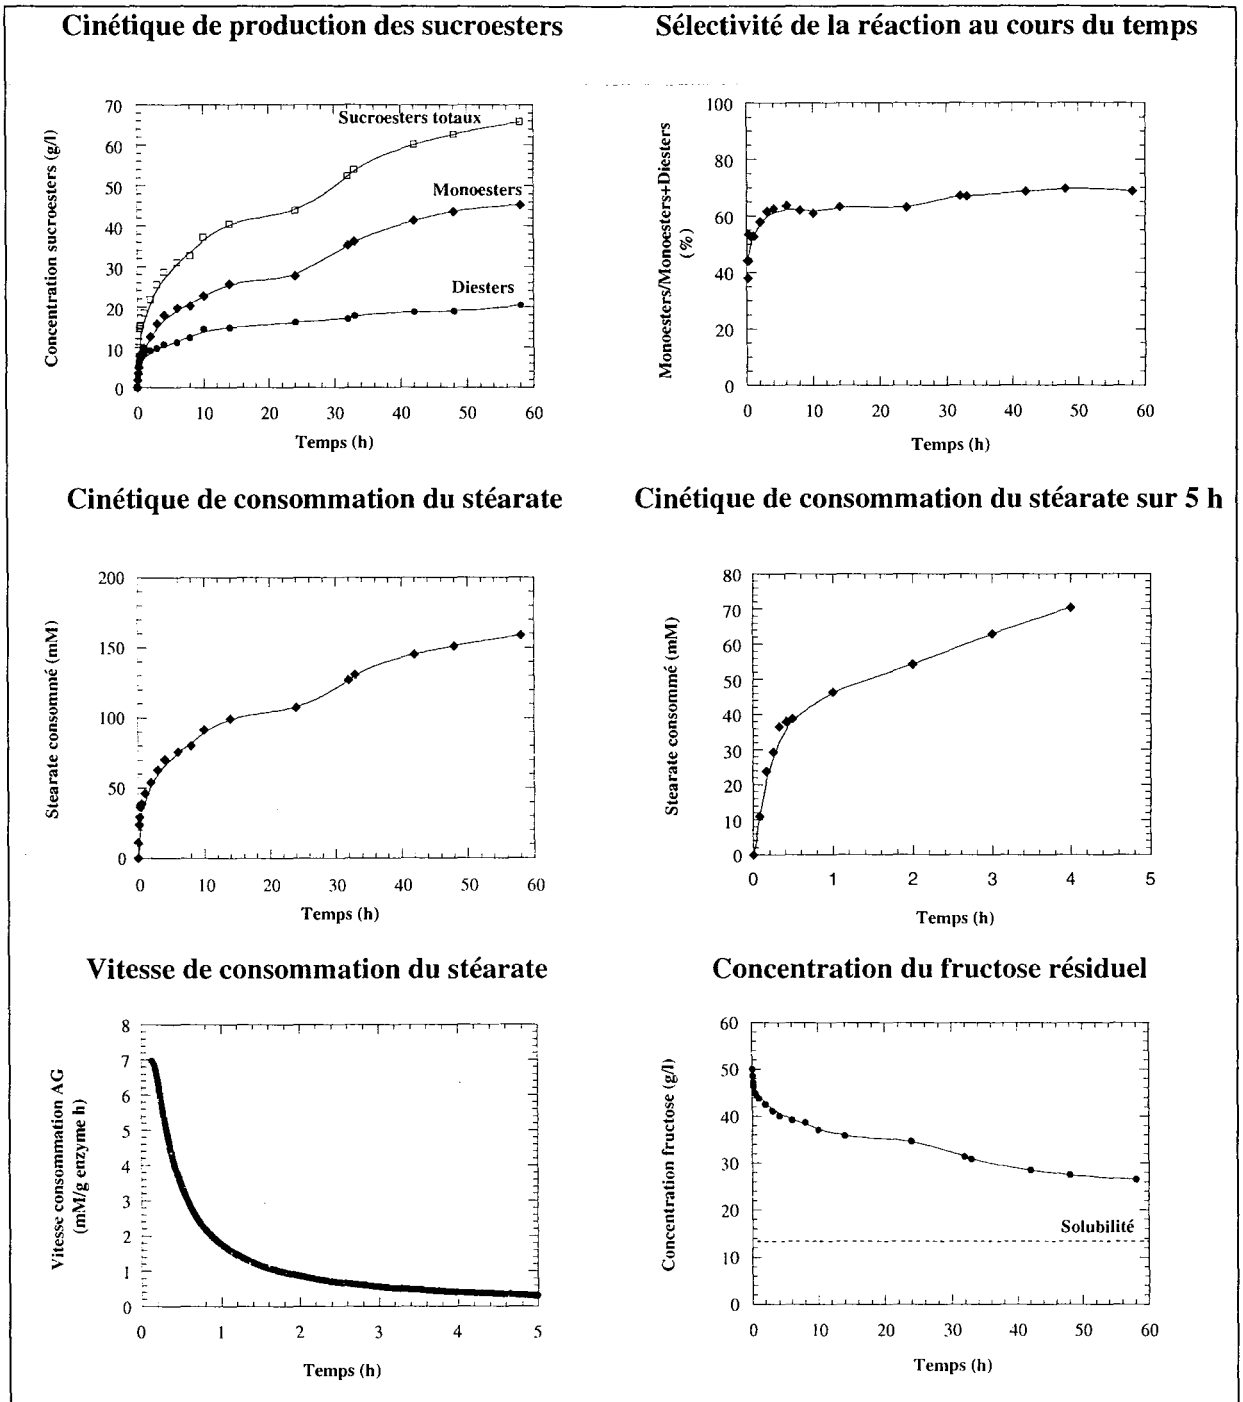 Cinétique de production des sucroesters
Sélectivité de la réaction au cours du temps
Concentration sucroesters (g/l)
70
60
50
40
30
20
10
0
Sucroesters totaux
Monoesters
Diesters
0 10 20 30 40 50 60
Temps (h)
Monoesters/Monoesters+Diesters
(%)
100
80
60
40
20
0
0 10 20 30 40 50 60
Temps (h)
Cinétique de consommation du stéarate
Cinétique de consommation du stéarate sur 5 h
Stearate consommé (mM)
200
150
100
50
0
0 10 20 30 40 50 60
Temps (h)
Stearate consommé (mM)
80
70
60
50
40
30
20
10
0
0 1 2 3 4 5
Temps (h)
Vitesse de consommation du stéarate
Concentration du fructose résiduel
Vitesse consommation AG
(mM/g enzyme h)
8
7
6
5
4
3
2
1
0
0 1 2 3 4 5
Temps (h)
Concentration fructose (g/l)
60
50
40
30
20
10
0
Solubilité
0 10 20 30 40 50 60
Temps (h)